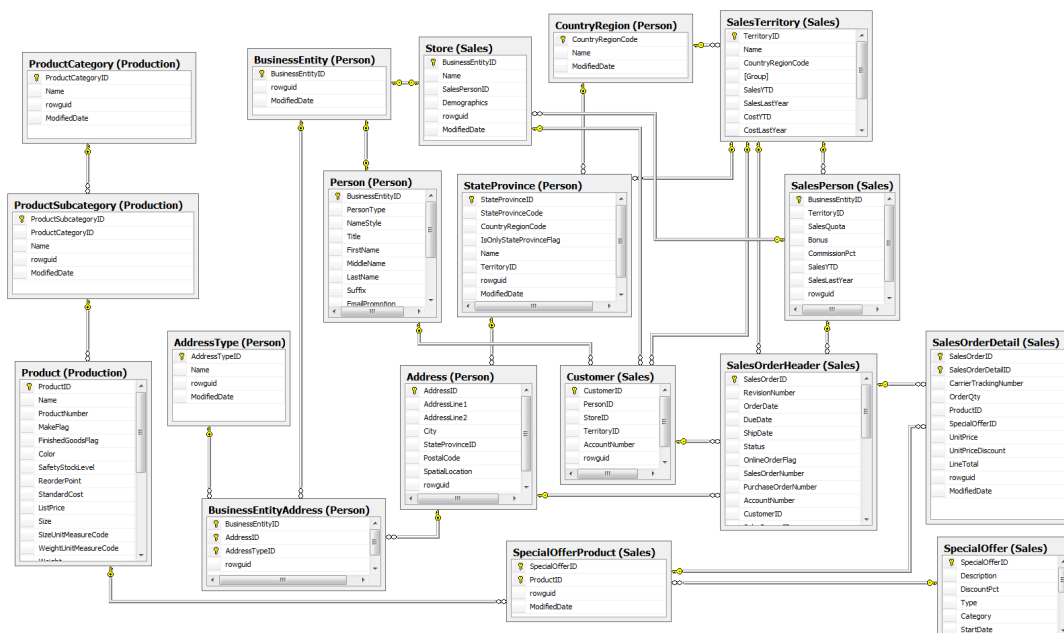 ProductCategory (Production)
ProductCategoryID
Name
rowguid
ModifiedDate
BusinessEntity (Person)
BusinessEntityID
rowguid
ModifiedDate
Store (Sales)
BusinessEntityID
Name
SalesPersonID
Demographics
rowguid
ModifiedDate
CountryRegion (Person)
CountryRegionCode
Name
ModifiedDate
SalesTerritory (Sales)
TerritoryID
Name
CountryRegionCode
[Group]
SalesYTD
SalesLastYear
CostYTD
CostLastYear
ProductSubcategory (Production)
ProductSubcategoryID
ProductCategoryID
Name
rowguid
ModifiedDate
Person (Person)
BusinessEntityID
PersonType
NameStyle
Title
FirstName
MiddleName
LastName
Suffix
EmailPromotion
StateProvince (Person)
StateProvinceID
StateProvinceCode
CountryRegionCode
IsOnlyStateProvinceFlag
Name
TerritoryID
rowguid
ModifiedDate
SalesPerson (Sales)
BusinessEntityID
TerritoryID
SalesQuota
Bonus
CommissionPct
SalesYTD
SalesLastYear
rowguid
Product (Production)
ProductID
Name
ProductNumber
MakeFlag
FinishedGoodsFlag
Color
SafetyStockLevel
ReorderPoint
StandardCost
ListPrice
Size
SizeUnitMeasureCode
WeightUnitMeasureCode
Weight
AddressType (Person)
AddressTypeID
Name
rowguid
ModifiedDate
Address (Person)
AddressID
AddressLine1
AddressLine2
City
StateProvinceID
PostalCode
SpatialLocation
rowguid
Customer (Sales)
CustomerID
PersonID
StoreID
TerritoryID
AccountNumber
rowguid
SalesOrderHeader (Sales)
SalesOrderID
RevisionNumber
OrderDate
DueDate
ShipDate
Status
OnlineOrderFlag
SalesOrderNumber
PurchaseOrderNumber
AccountNumber
CustomerID
SalesOrderDetail (Sales)
SalesOrderID
SalesOrderDetailID
CarrierTrackingNumber
OrderQty
ProductID
SpecialOfferID
UnitPrice
UnitPriceDiscount
LineTotal
rowguid
ModifiedDate
BusinessEntityAddress (Person)
BusinessEntityID
AddressID
AddressTypeID
rowguid
SpecialOfferProduct (Sales)
SpecialOfferID
ProductID
rowguid
ModifiedDate
SpecialOffer (Sales)
SpecialOfferID
Description
DiscountPct
Type
Category
StartDate